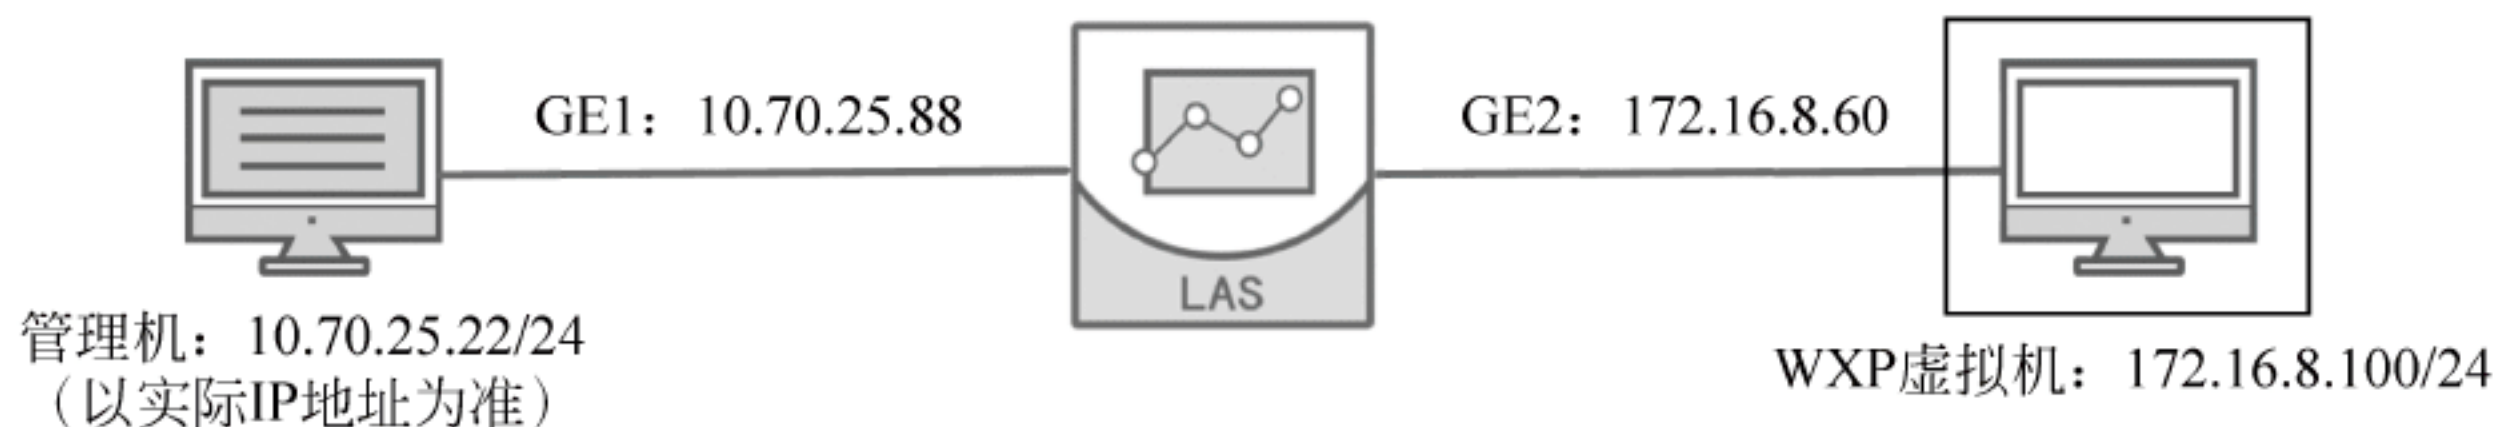 GE1：10.70.25.88
GE2：172.16.8.60
LAS
管理机：10.70.25.22/24
（以实际IP地址为准）
WXP虚拟机：172.16.8.100/24